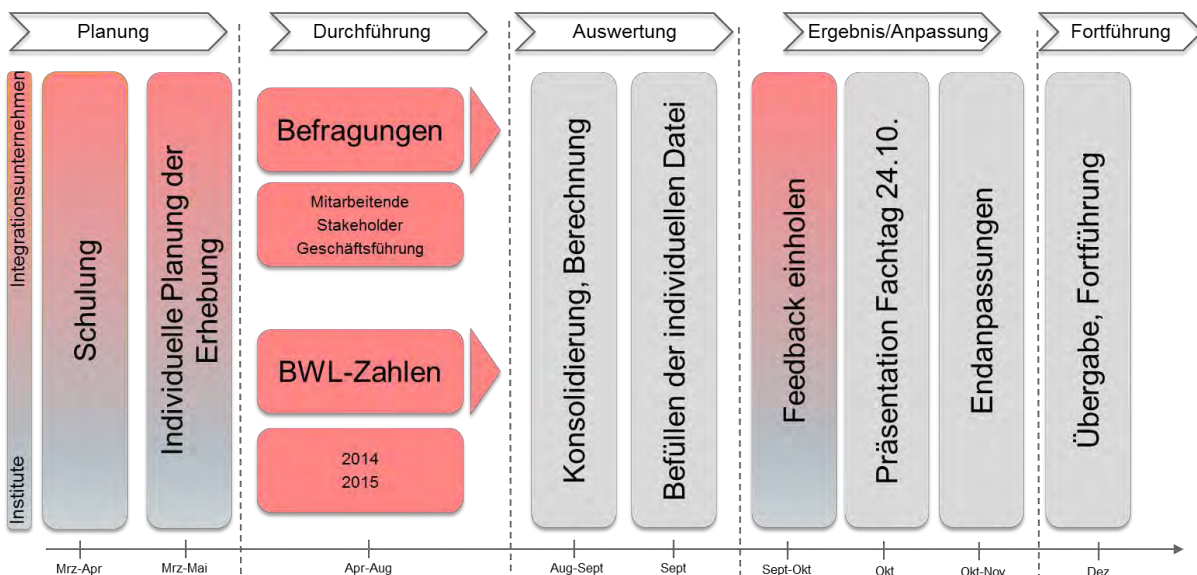 Planung
Durchführung
Auswertung
Ergebnis/Anpassung
Fortführung
Integrationsunternehmen
Institute
Schulung
Individuelle Planung der
Erhebung
Befragungen
Mitarbeitende
Stakeholder
Geschäftsführung
BWL-Zahlen
2014
2015
Konsolidierung, Berechnung
Befüllen der individuellen Datei
Feedback einholen
Präsentation Fachtag 24.10.
Endanpassungen
Übergabe, Fortführung
Mrz-Apr
Mrz-Mai
Apr-Aug
Aug-Sept
Sept
Sept-Okt
Okt
Okt-Nov
Dez